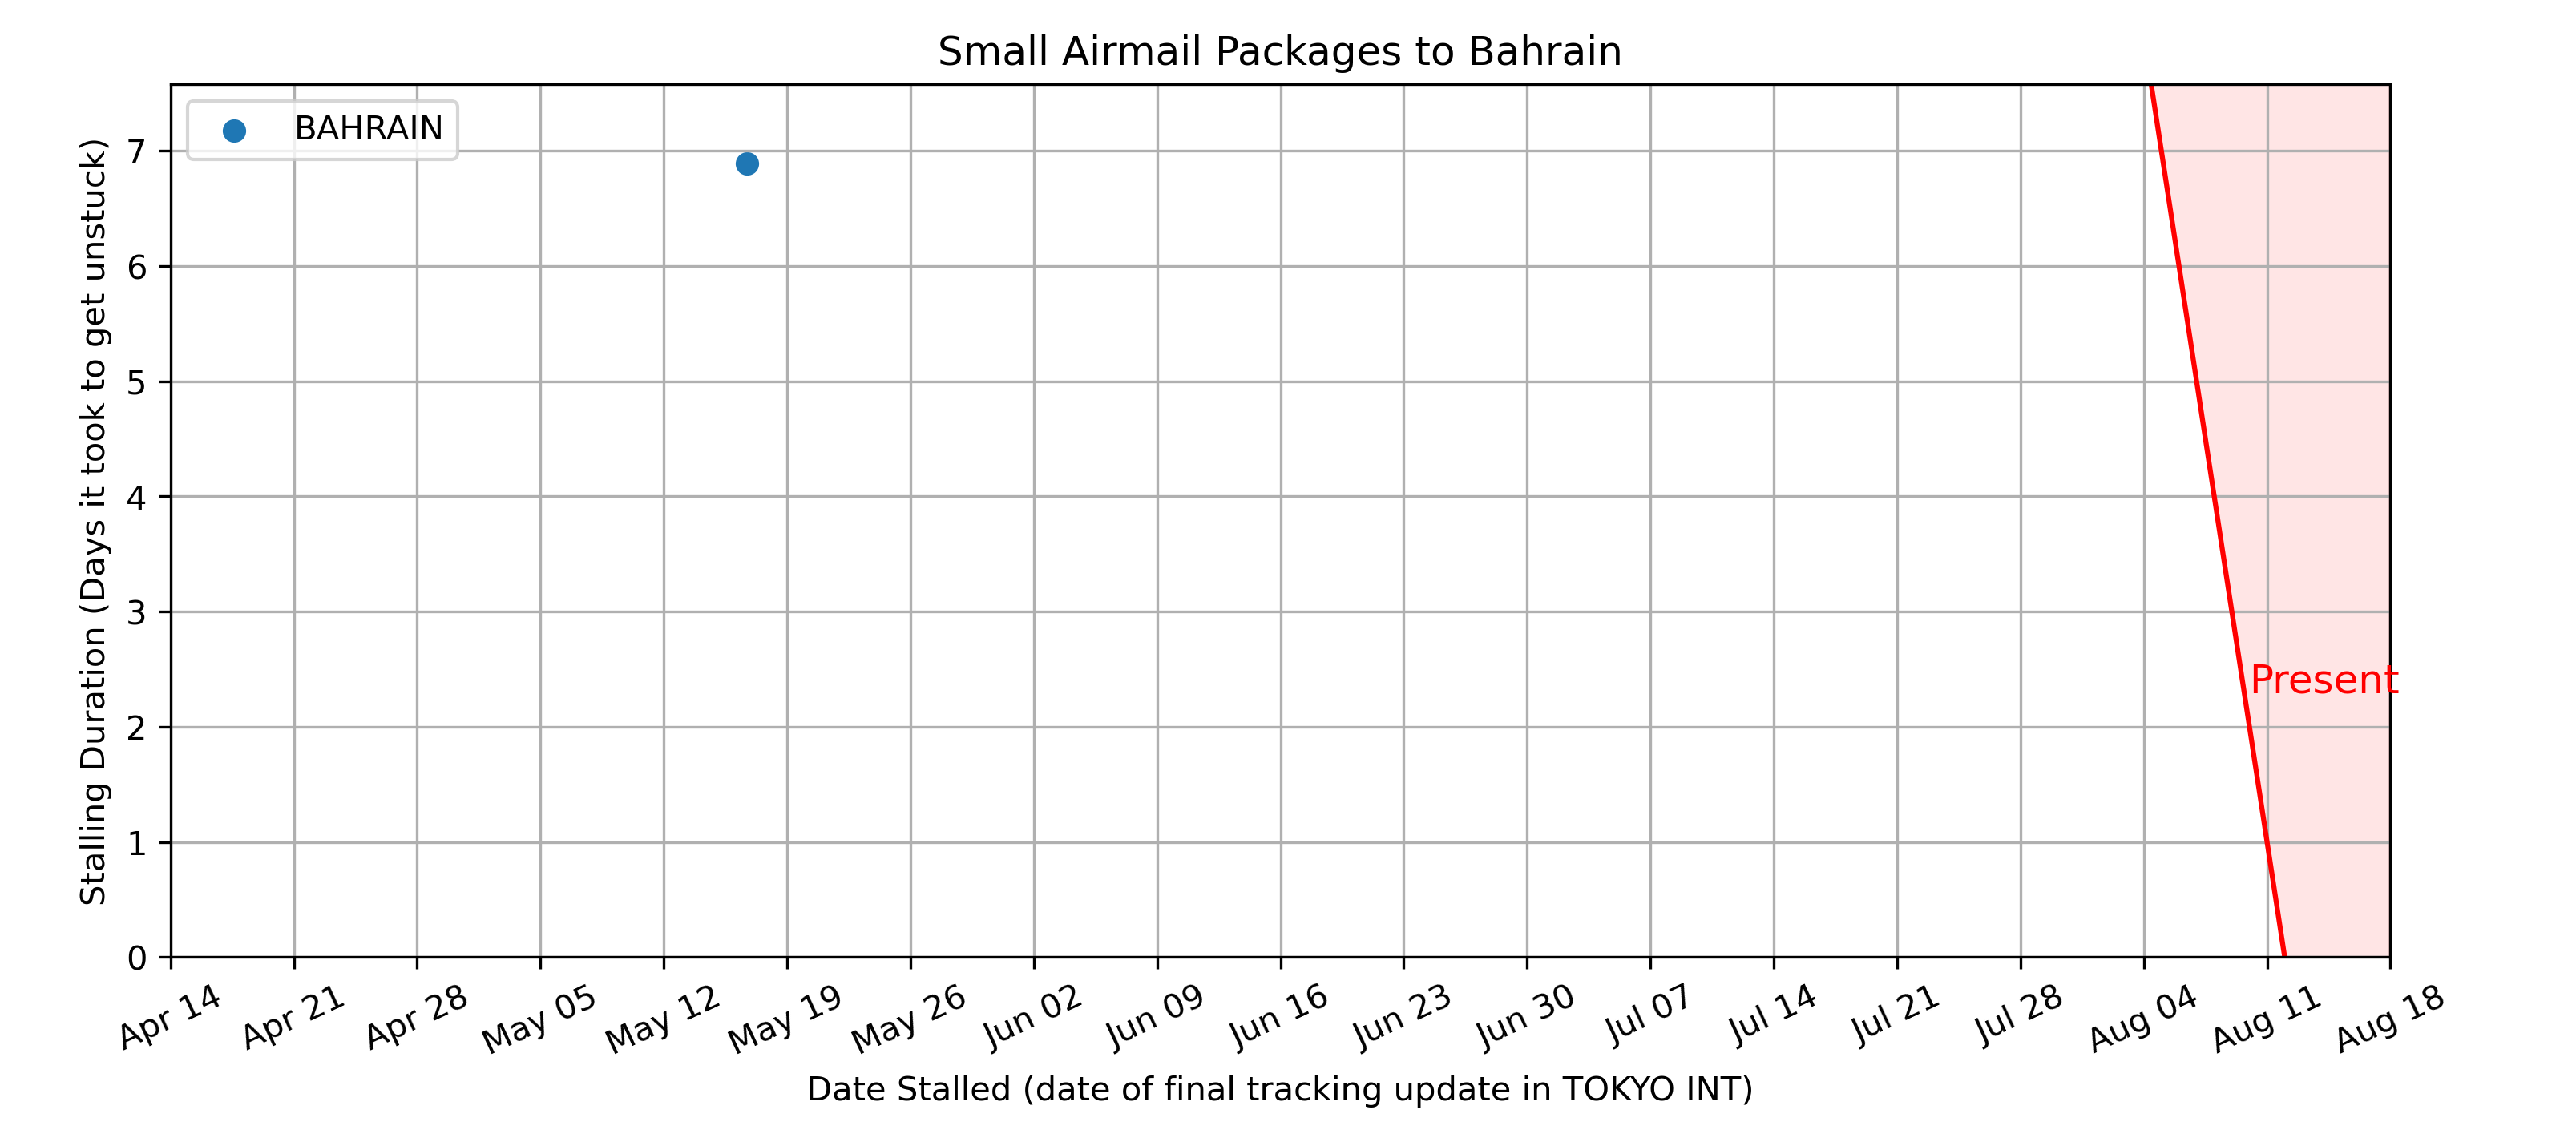 Small Airmail Packages to Bahrain
BAHRAIN
Stalling Duration (Days it took to get unstuck)
7
6
5
4
3
2
1
0
Present
Apr 14
Apr 21
Apr 28
May 05
May 12
May 19
May 26
Jun 02
Jun 09
Jun 16
Jun 23
Jun 30
Jul 07
Jul 14
Jul 21
Jul 28
Aug 04
Aug 11
Aug 18
Date Stalled (date of final tracking update in TOKYO INT)